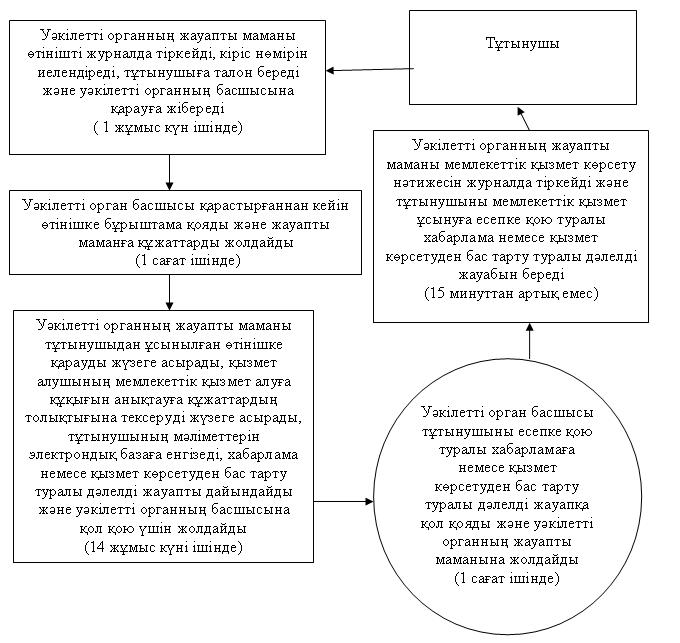 Тұтынушы
Уәкілетті органның жауапты маманы
өтінішті журналда тіркейді, кіріс нөмірін
иелендіреді, тұтынушыға талон береді
және уәкілетті органның басшысына
қарауға жібереді
( 1 жұмыс күн ішінде)
Уәкілетті орган басшысы қарастырғаннан кейін
өтінішке бұрыштама қояды және жауапты
маманға құжаттарды жолдайды
(1 сағат ішінде)
Уәкілетті органның жауапты маманы
тұтынушыдан ұсынылған өтінішке
қарауды жүзеге асырады, қызмет
алушының мемлекеттік қызмет алуға
құқығын анықтауға құжаттардың
толықтығына тексеруді жүзеге асырады,
тұтынушының мәліметтерін
электрондық базаға енгізеді, хабарлама
немесе қызмет көрсетуден бас тарту
туралы дәлелді жауапты дайындайды
және уәкілетті органның басшысына
қол қою үшін жолдайды
(14 жұмыс күні ішінде)
Уәкілетті орган басшысы
тұтынушыны есепке қою
туралы хабарламаға
немесе қызмет
көрсетуден бас тарту
туралы дәлелді жауапқа
қол қояды және уәкілетті
органның жауапты
маманына жолдайды
(1 сағат ішінде)
Уәкілетті органның жауапты
маманы мемлекеттік қызмет көрсету
нәтижесін журналда тіркейді және
тұтынушыны мемлекеттік қызмет
ұсынуға есепке қою туралы
хабарлама немесе қызмет
көрсетуден бас тарту туралы дәлелді
жауабын береді
(15 минуттан артық емес)